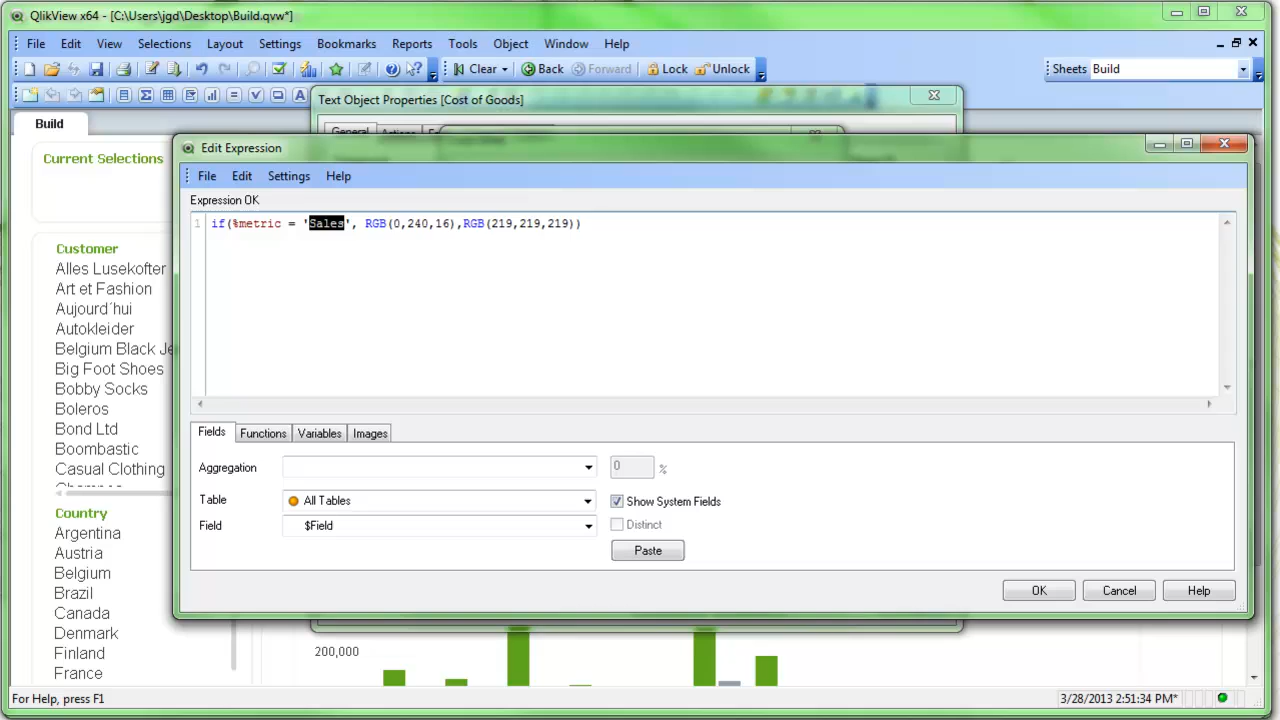 QlikView x64 - [C:\Users\jgd\Desktop\Build.qvw*]
File Edit View Selections Layout Settings Bookmarks Reports Tools Object Window Help
Clear Back Forward Lock Unlock Sheets Build
Text Object Properties [Cost of Goods]
Build
General Actions
Current Selections
Edit Expression
File Edit Settings Help
Expression OK
1 if(%metric = 'Sales', RGB(0,240,16),RGB(219,219,219))
Customer
Alles Lusekofter
Art et Fashion
Aujourd´hui
Autokleider
Belgium Black Je
Big Foot Shoes
Bobby Socks
Boleros
Bond Ltd
Boombastic
Casual Clothing
Country
Argentina
Austria
Belgium
Brazil
Canada
Denmark
Finland
France
Fields Functions Variables Images
Aggregation 0 %
Table All Tables Show System Fields
Field $Field Distinct
Paste
OK Cancel Help
200,000
For Help, press F1 3/28/2013 2:51:34 PM*